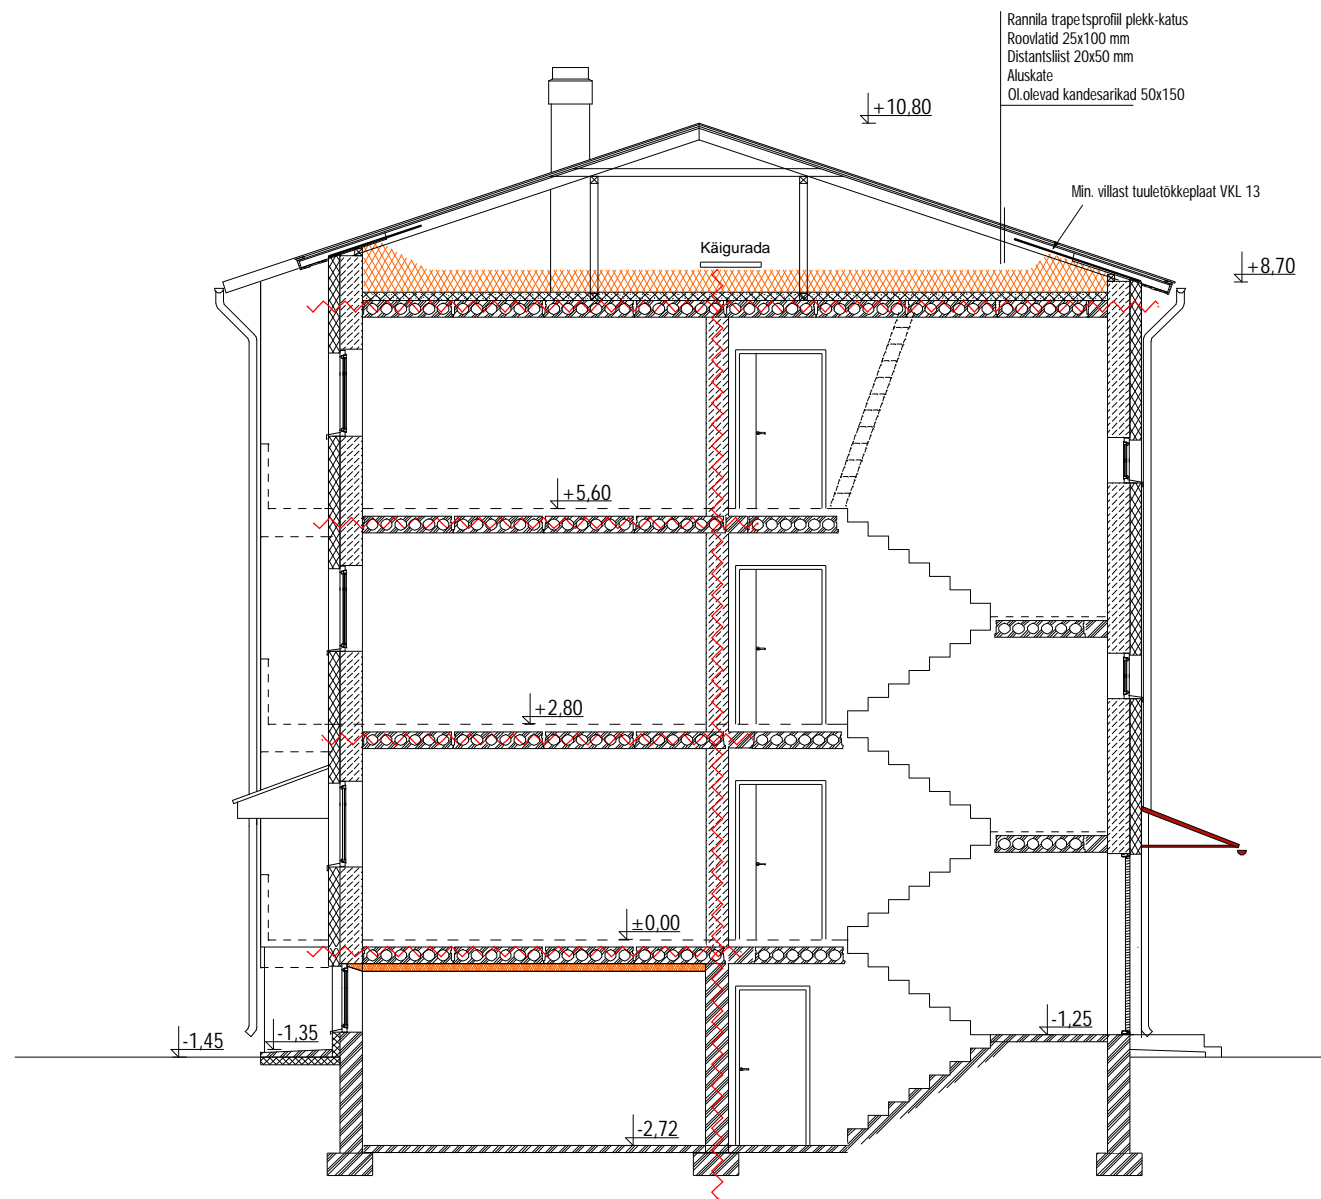 Rannila trapetsprofiil plekk-katus
Roovlatid 25x100 mm
Distantsliist 20x50 mm
Aluskate
Ol.olevad kandesarikad 50x150
+10,80
Min. villast tuuletõkkeplaat VKL 13
Käigurada
+8,70
+5,60
+2,80
±0,00
-1,45
-1,35
-1,25
-2,72